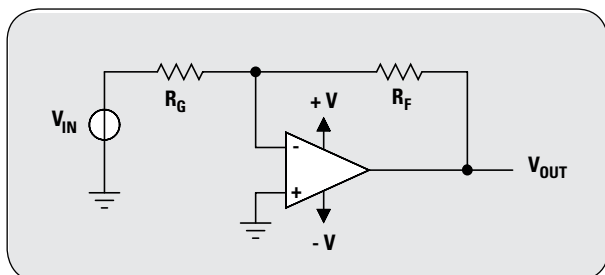 R_G
R_F
+ V
V_IN
-
+
V_OUT
- V